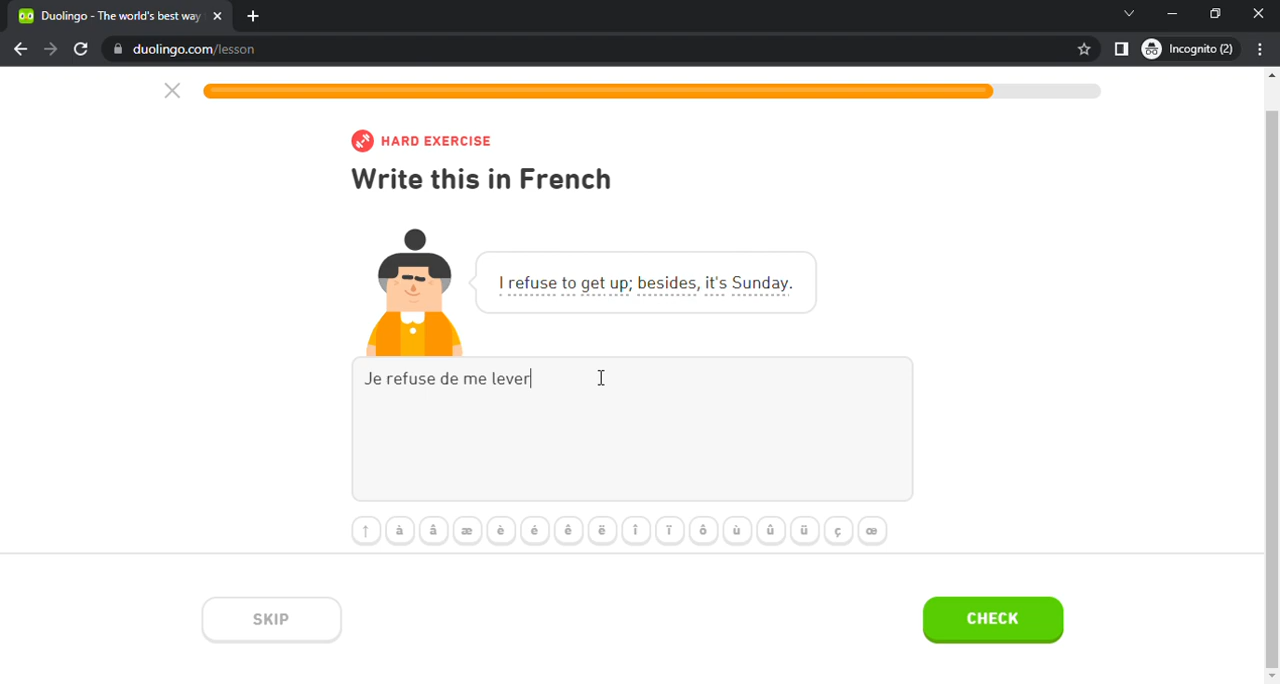 Duolingo - The world's best way
duolingo.com/lesson
Incognito (2)
HARD EXERCISE
Write this in French
I refuse to get up; besides, it's Sunday.
Je refuse de me lever
↑ à â æ è é ê ë î ï ô ù û ü ç œ
SKIP
CHECK